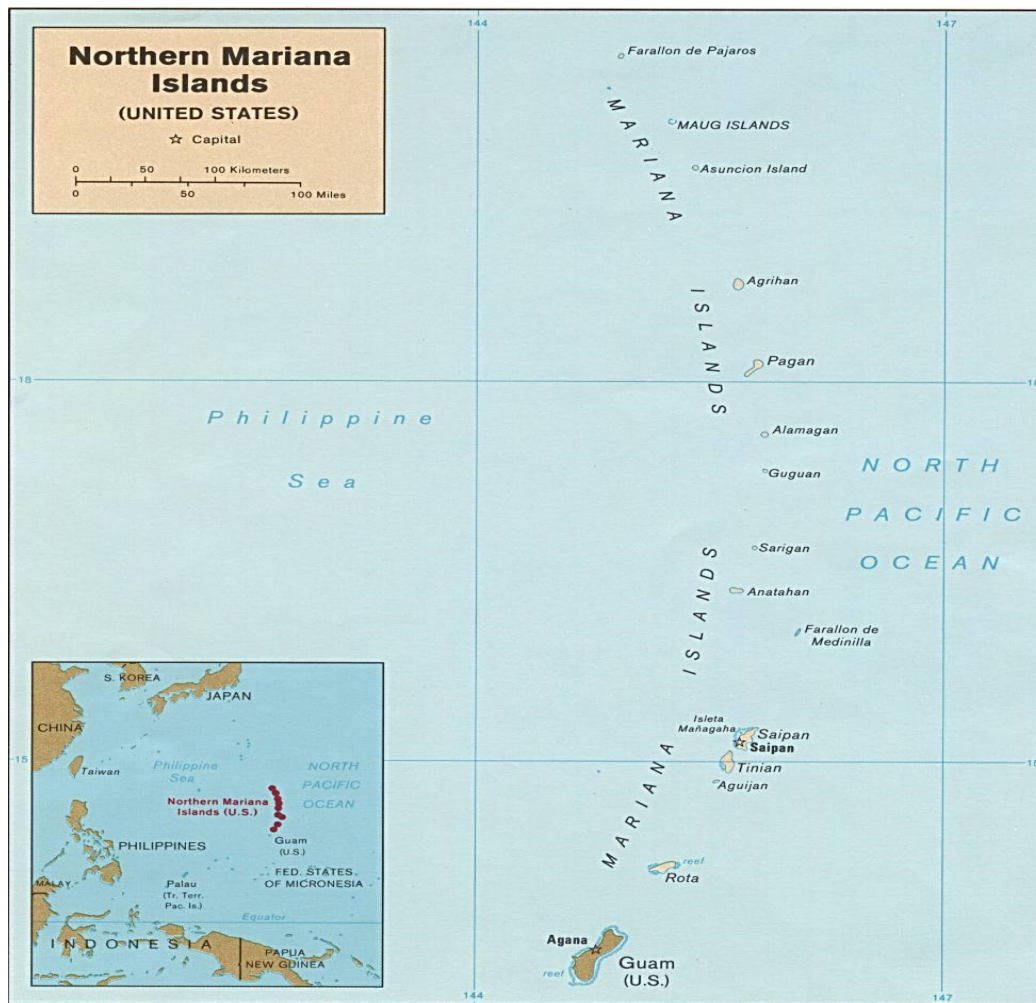 Northern Mariana
Islands
(UNITED STATES)
☆ Capital
0 50 100 Kilometers
0 50 100 Miles
144
147
Farallon de Pajaros
MAUG ISLANDS
Asuncion Island
MARIANA
ISLANDS
Agrihan
Pagan
18
18
Philippine
Sea
Alamagan
Guguan
NORTH
PACIFIC
OCEAN
Sarigan
Anatahan
Farallon de
Medinilla
MARIANA ISLANDS
Isleta
Mañagaha
Saipan
Saipan
Tinian
Aguijan
15
15
reef
Rota
Agana
Guam
(U.S.)
reef
144
147
S. KOREA
JAPAN
CHINA
Taiwan
Philippine
Sea
NORTH
PACIFIC
OCEAN
Northern Mariana
Islands (U.S.)
Guam
(U.S.)
PHILIPPINES
FED. STATES
OF MICRONESIA
MALAY.
Palau
(Tr. Terr.
Pac. Is.)
Equator
INDONESIA
PAPUA
NEW GUINEA